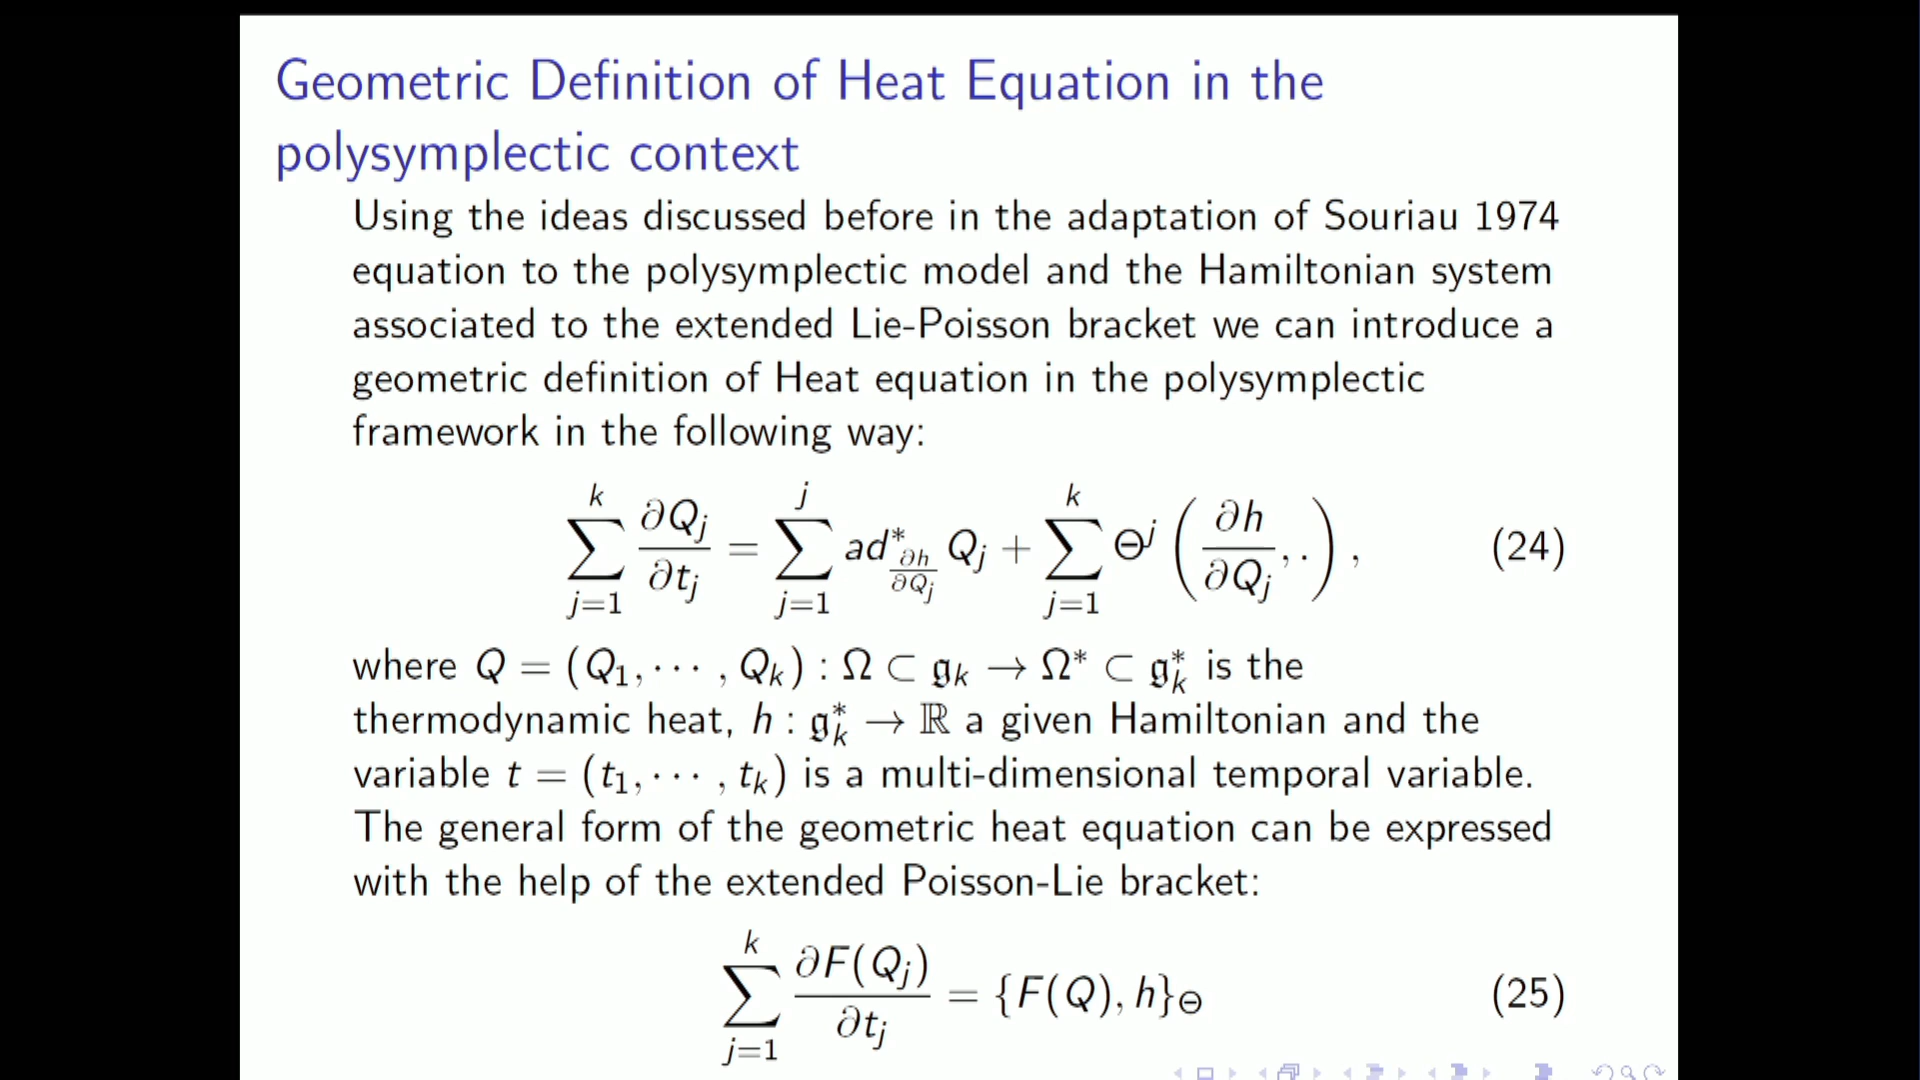 Geometric Definition of Heat Equation in the
polysymplectic context
Using the ideas discussed before in the adaptation of Souriau 1974
equation to the polysymplectic model and the Hamiltonian system
associated to the extended Lie-Poisson bracket we can introduce a
geometric definition of Heat equation in the polysymplectic
framework in the following way:
$\sum_{j=1}^{k} \frac{\partial Q_j}{\partial t_j} = \sum_{j=1}^{j} ad^*_{\frac{\partial h}{\partial Q_j}} Q_j + \sum_{j=1}^{k} \Theta^j \left( \frac{\partial h}{\partial Q_j}, . \right),$ (24)
where $Q = (Q_1, \cdots, Q_k) : \Omega \subset \mathfrak{g}_k \to \Omega^* \subset \mathfrak{g}_k^*$ is the
thermodynamic heat, $h : \mathfrak{g}_k^* \to \mathbb{R}$ a given Hamiltonian and the
variable $t = (t_1, \cdots, t_k)$ is a multi-dimensional temporal variable.
The general form of the geometric heat equation can be expressed
with the help of the extended Poisson-Lie bracket:
$\sum_{j=1}^{k} \frac{\partial F(Q_j)}{\partial t_j} = \{F(Q), h\}_\Theta$ (25)